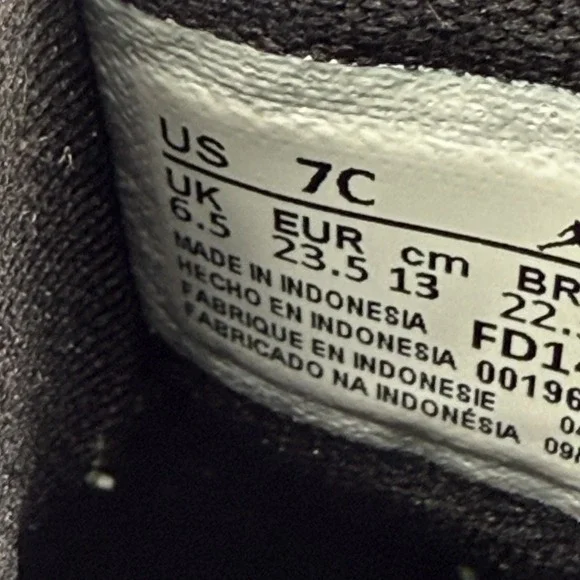 US 7C
UK EUR cm BR
6.5 23.5 13 22.
MADE IN INDONESIA
HECHO EN INDONESIA FD1
FABRIQUE EN INDONESIE 00196
FABRICADO NA INDONÉSIA